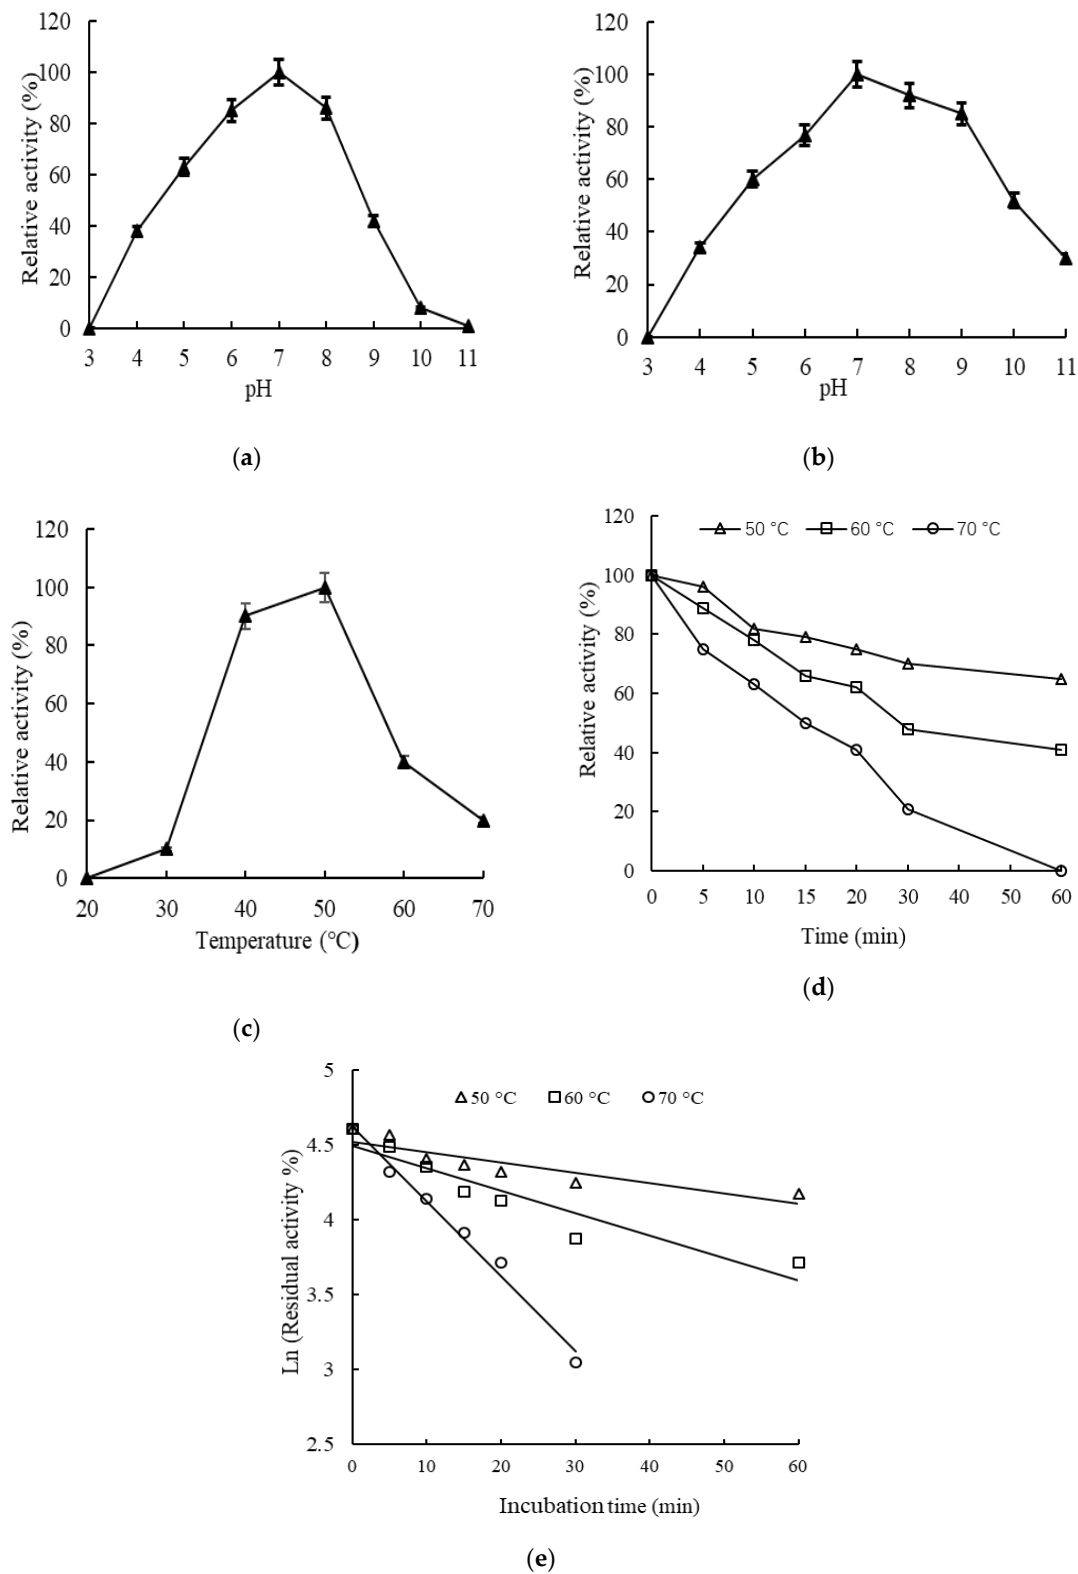 120
100
80
60
40
20
0
Relative activity (%)
3 4 5 6 7 8 9 10 11
pH
(a)
120
100
80
60
40
20
0
Relative activity (%)
3 4 5 6 7 8 9 10 11
pH
(b)
120
100
80
60
40
20
0
Relative activity (%)
20 30 40 50 60 70
Temperature (°C)
(c)
50 °C 60 °C 70 °C
120
100
80
60
40
20
0
Relative activity (%)
0 5 10 15 20 30 40 50 60
Time (min)
(d)
50 °C 60 °C 70 °C
5
4.5
4
3.5
3
2.5
Ln (Residual activity %)
0 10 20 30 40 50 60
Incubation time (min)
(e)